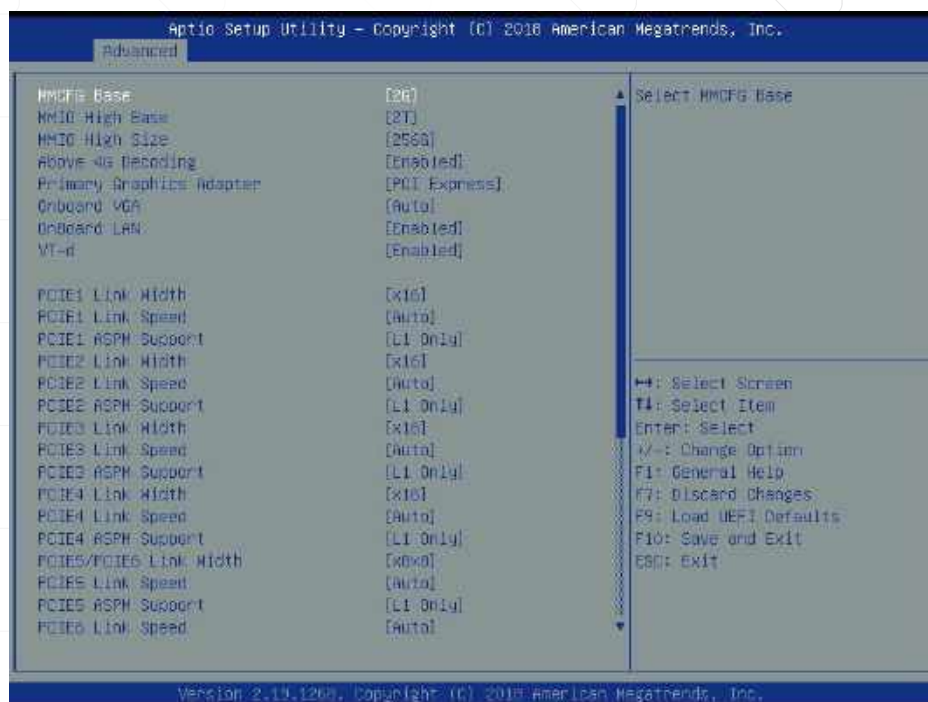 Aptio Setup Utility – Copyright (C) 2018 American Megatrends, Inc.
Advanced
MMCFG Base [2G]
MMIO High Base [2T]
MMIO High Size [256G]
Above 4G Decoding [Enabled]
Primary Graphics Adapter [PCI Express]
Onboard VGA [Auto]
OnBoard LAN [Enabled]
VT-d [Enabled]
PCIE1 Link Width [x16]
PCIE1 Link Speed [Auto]
PCIE1 ASPM Support [L1 Only]
PCIE2 Link Width [x16]
PCIE2 Link Speed [Auto]
PCIE2 ASPM Support [L1 Only]
PCIE3 Link Width [x16]
PCIE3 Link Speed [Auto]
PCIE3 ASPM Support [L1 Only]
PCIE4 Link Width [x16]
PCIE4 Link Speed [Auto]
PCIE4 ASPM Support [L1 Only]
PCIE5/PCIE6 Link Width [x8x8]
PCIE5 Link Speed [Auto]
PCIE5 ASPM Support [L1 Only]
PCIE6 Link Speed [Auto]
Select MMCFG Base
→←: Select Screen
↑↓: Select Item
Enter: Select
+/-: Change Option
F1: General Help
F7: Discard Changes
F9: Load UEFI Defaults
F10: Save and Exit
ESC: Exit
Version 2.19.1268. Copyright (C) 2018 American Megatrends, Inc.